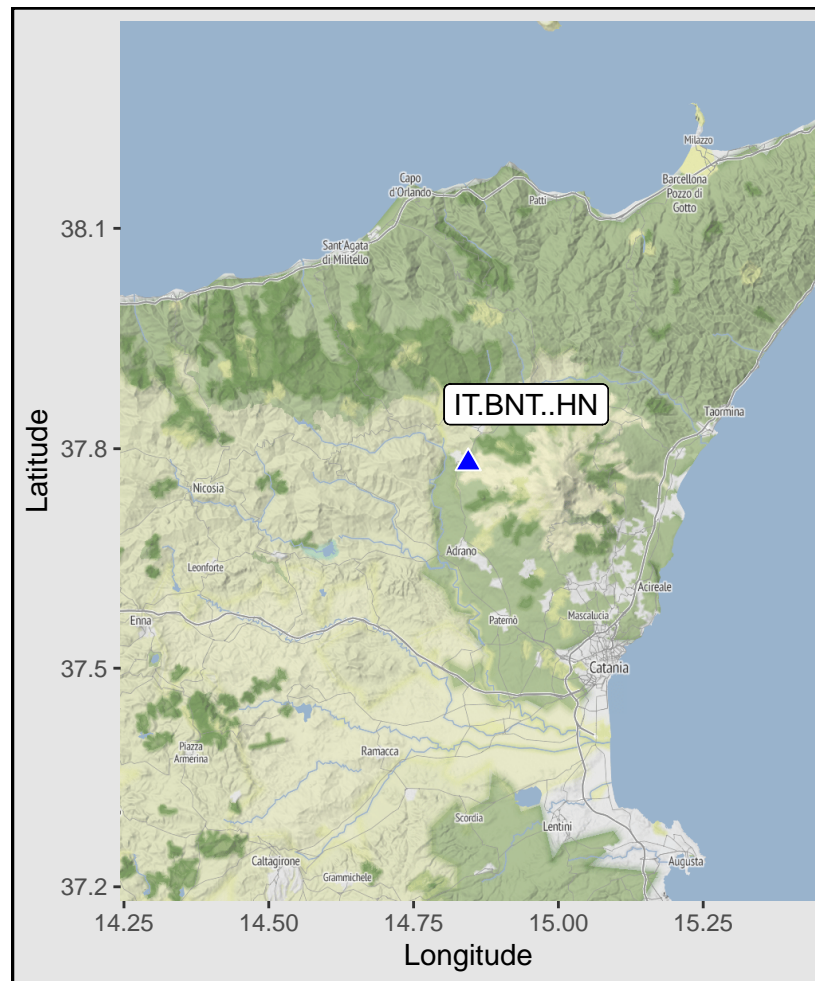 Milazzo
Capo
d'Orlando
Barcellona
Pozzo di
Gotto
Patti
38.1
Sant'Agata
di Militello
IT.BNT..HN
Taormina
37.8
Latitude
Nicosia
Adrano
Leonforte
Acireale
Enna
Paternò
Mascalucia
37.5
Catania
Piazza
Armerina
Ramacca
Scordia
Lentini
Caltagirone
Augusta
Grammichele
37.2
14.25
14.50
14.75
15.00
15.25
Longitude